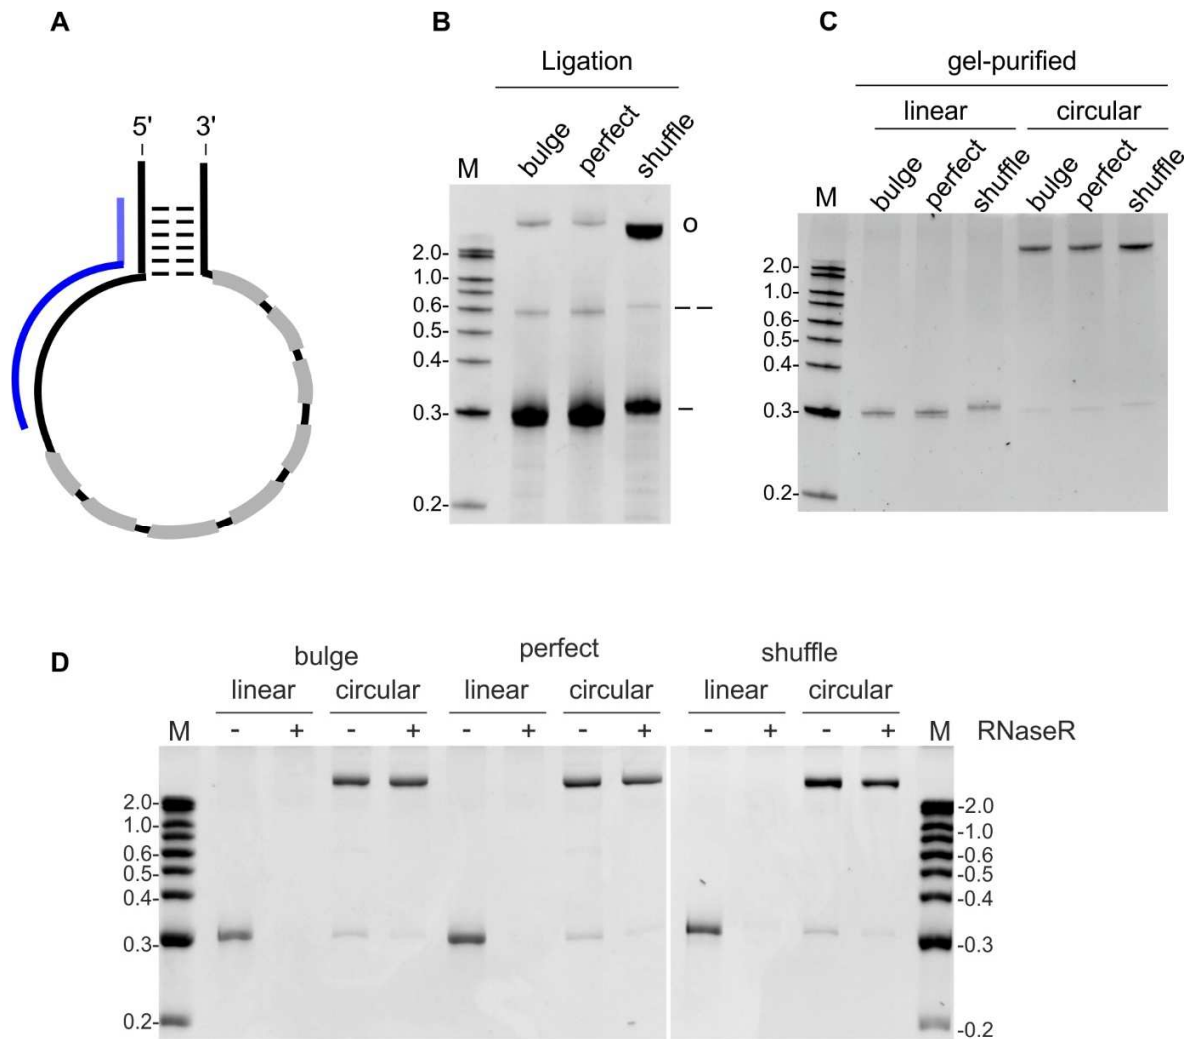 A
5' 3'
B
Ligation
M bulge perfect shuffle
o
2.0-
1.0-
0.6- – –
0.5-
0.4-
0.3- –
0.2-
C
gel-purified
linear circular
M bulge perfect shuffle bulge perfect shuffle
2.0-
1.0-
0.6-
0.5-
0.4-
0.3-
0.2-
D
bulge perfect shuffle
linear circular linear circular linear circular
M - + - + - + - + - + - + M RNaseR
2.0- -2.0
1.0- -1.0
0.6- -0.6
0.5- -0.5
0.4- -0.4
0.3- -0.3
0.2- -0.2